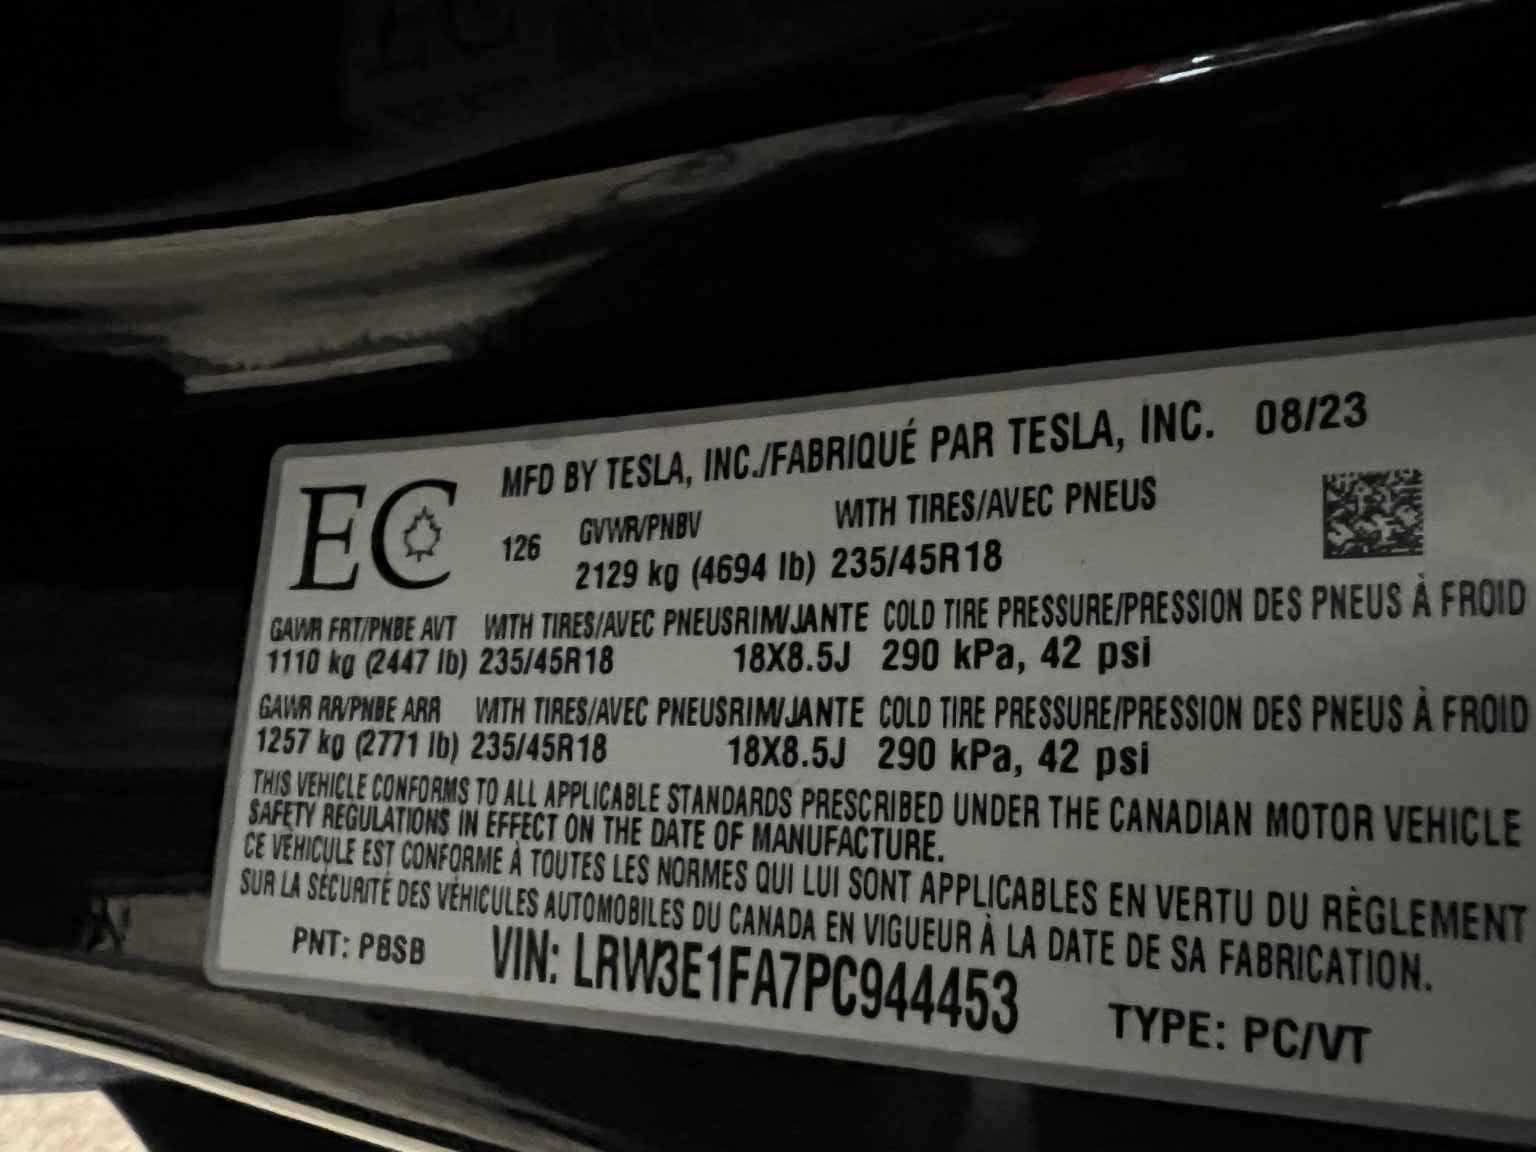 MFD BY TESLA, INC./FABRIQUÉ PAR TESLA, INC. 08/23
EC
126 GVWR/PNBV WITH TIRES/AVEC PNEUS
2129 kg (4694 lb) 235/45R18
GAWR FRT/PNBE AVT WITH TIRES/AVEC PNEUS RIM/JANTE COLD TIRE PRESSURE/PRESSION DES PNEUS À FROID
1110 kg (2447 lb) 235/45R18 18X8.5J 290 kPa, 42 psi
GAWR RR/PNBE ARR WITH TIRES/AVEC PNEUS RIM/JANTE COLD TIRE PRESSURE/PRESSION DES PNEUS À FROID
1257 kg (2771 lb) 235/45R18 18X8.5J 290 kPa, 42 psi
THIS VEHICLE CONFORMS TO ALL APPLICABLE STANDARDS PRESCRIBED UNDER THE CANADIAN MOTOR VEHICLE
SAFETY REGULATIONS IN EFFECT ON THE DATE OF MANUFACTURE.
CE VÉHICULE EST CONFORME À TOUTES LES NORMES QUI LUI SONT APPLICABLES EN VERTU DU RÈGLEMENT
SUR LA SÉCURITÉ DES VÉHICULES AUTOMOBILES DU CANADA EN VIGUEUR À LA DATE DE SA FABRICATION.
PNT: PBSB VIN: LRW3E1FA7PC944453 TYPE: PC/VT